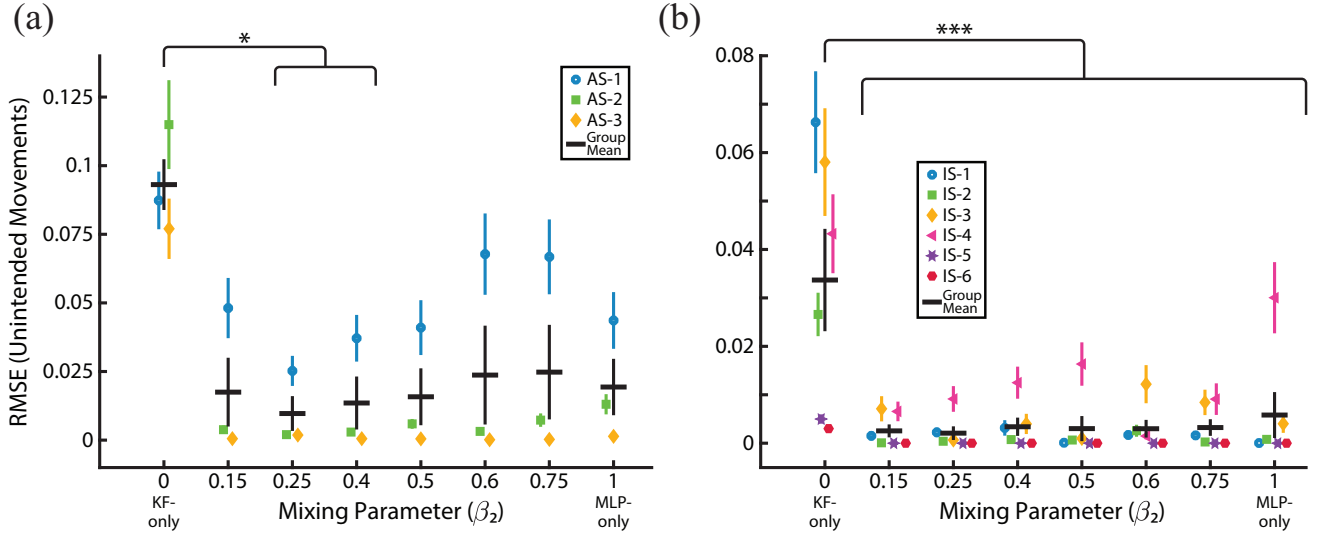 (a)
*
RMSE (Unintended Movements)
0.125
0.1
0.075
0.05
0.025
0
AS-1
AS-2
AS-3
Group
Mean
0 0.15 0.25 0.4 0.5 0.6 0.75 1
KF-
only
Mixing Parameter (β₂)
MLP-
only
(b)
***
0.08
0.06
0.04
0.02
0
IS-1
IS-2
IS-3
IS-4
IS-5
IS-6
Group
Mean
0 0.15 0.25 0.4 0.5 0.6 0.75 1
KF-
only
Mixing Parameter (β₂)
MLP-
only